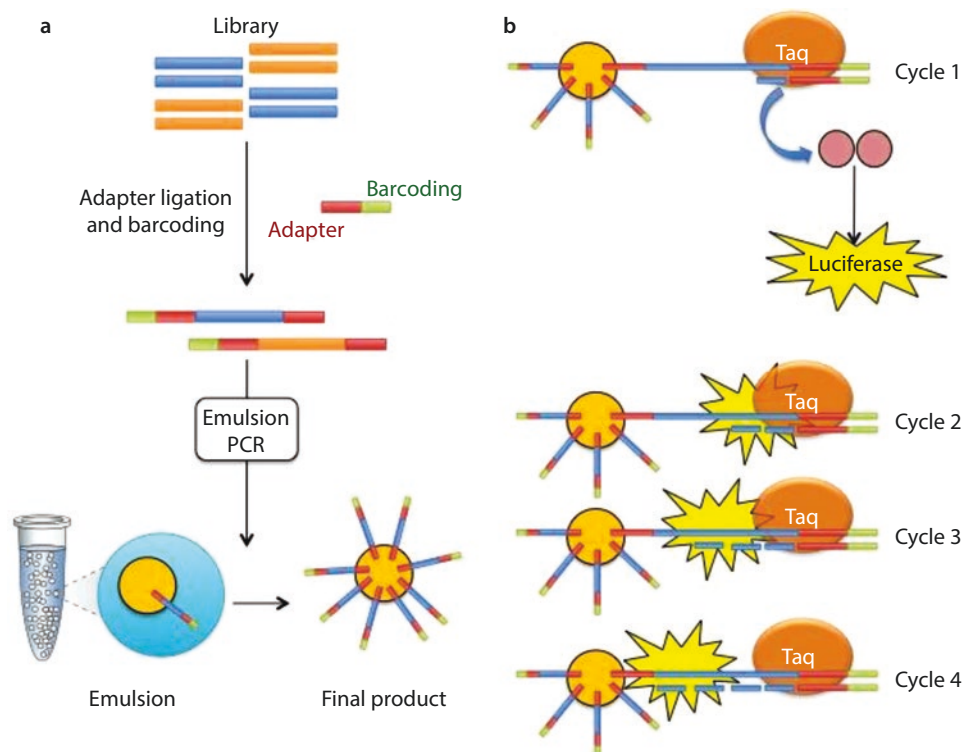 a
Library
Adapter ligation
and barcoding
Barcoding
Adapter
Emulsion
PCR
Emulsion
Final product
b
Taq
Cycle 1
Luciferase
Taq
Cycle 2
Taq
Cycle 3
Taq
Cycle 4